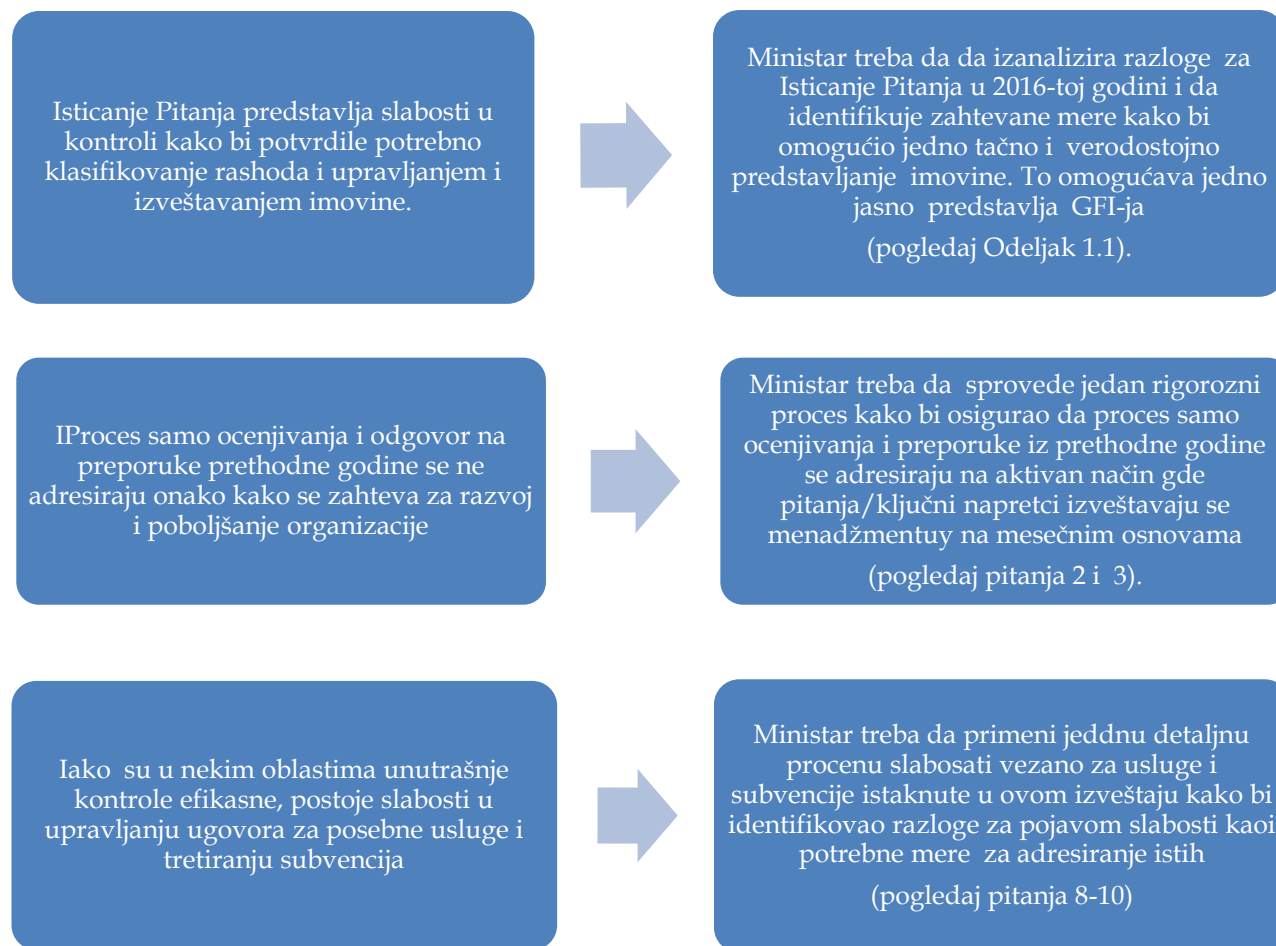 Isticanje Pitanja predstavlja slabosti u
kontroli kako bi potvrdile potrebno
klasifikovanje rashoda i upravljanjem i
izveštavanjem imovine.
Ministar treba da da izanalizira razloge za
Isticanje Pitanja u 2016-toj godini i da
identifikuje zahtevane mere kako bi
omogućio jedno tačno i verodostojno
predstavljanje imovine. To omogućava jedno
jasno predstavlja GFI-ja
(pogledaj Odeljak 1.1).
IProces samo ocenjivanja i odgovor na
preporuke prethodne godine se ne
adresiraju onako kako se zahteva za razvoj
i poboljšanje organizacije
Ministar treba da sprovede jedan rigorozni
proces kako bi osigurao da proces samo
ocenjivanja i preporuke iz prethodne godine
se adresiraju na aktivan način gde
pitanja/ključni napretci izveštavaju se
menadžmentuy na mesečnim osnovama
(pogledaj pitanja 2 i 3).
Iako su u nekim oblastima unutrašnje
kontrole efikasne, postoje slabosti u
upravljanju ugovora za posebne usluge i
tretiranju subvencija
Ministar treba da primeni jeddnu detaljnu
procenu slabosati vezano za usluge i
subvencije istaknute u ovom izveštaju kako bi
identifikovao razloge za pojavom slabosti kaoi
potrebne mere za adresiranje istih
(pogledaj pitanja 8-10)